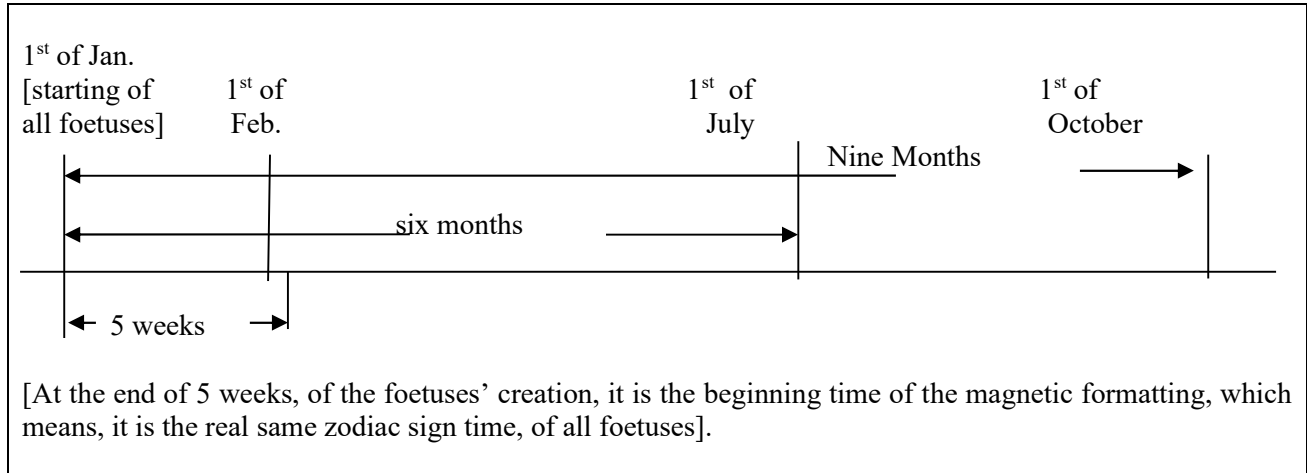 1st of Jan.
[starting of 1st of 1st of 1st of
all foetuses] Feb. July October
Nine Months
six months
5 weeks
[At the end of 5 weeks, of the foetuses’ creation, it is the beginning time of the magnetic formatting, which
means, it is the real same zodiac sign time, of all foetuses].